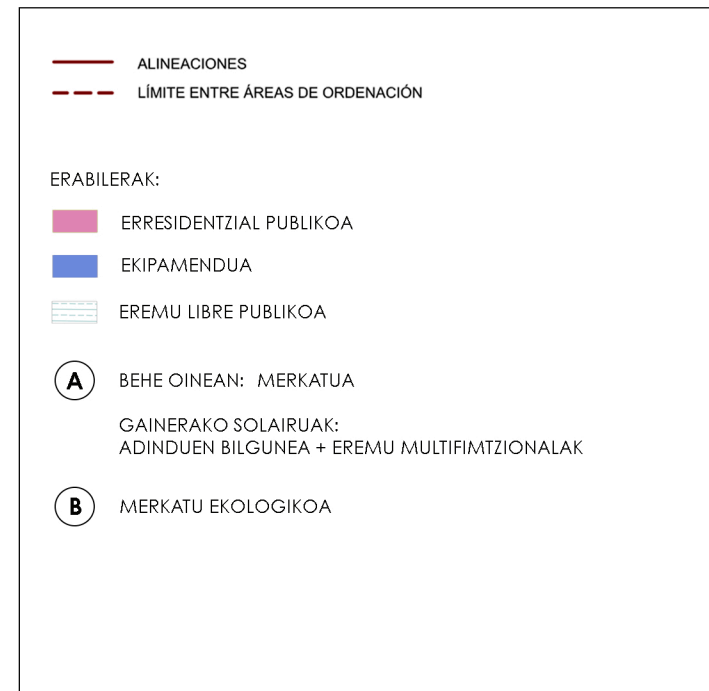 ALINEACIONES
LÍMITE ENTRE ÁREAS DE ORDENACIÓN
ERABILERAK:
ERRESIDENTZIAL PUBLIKOA
EKIPAMENDUA
EREMU LIBRE PUBLIKOA
A BEHE OINEAN: MERKATUA
GAINERAKO SOLAIRUAK:
ADINDUEN BILGUNEA + EREMU MULTIFIMTZIONALAK
B MERKATU EKOLOGIKOA